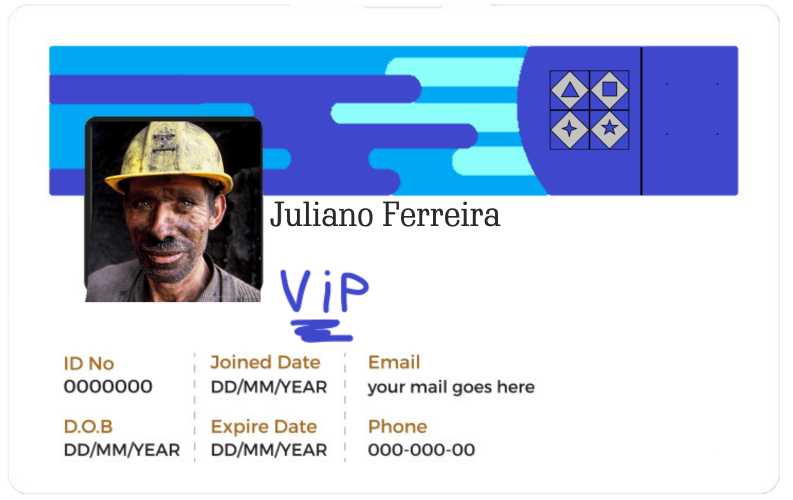 Juliano Ferreira
ViP
ID No
0000000
Joined Date
DD/MM/YEAR
Email
your mail goes here
D.O.B
DD/MM/YEAR
Expire Date
DD/MM/YEAR
Phone
000-000-00